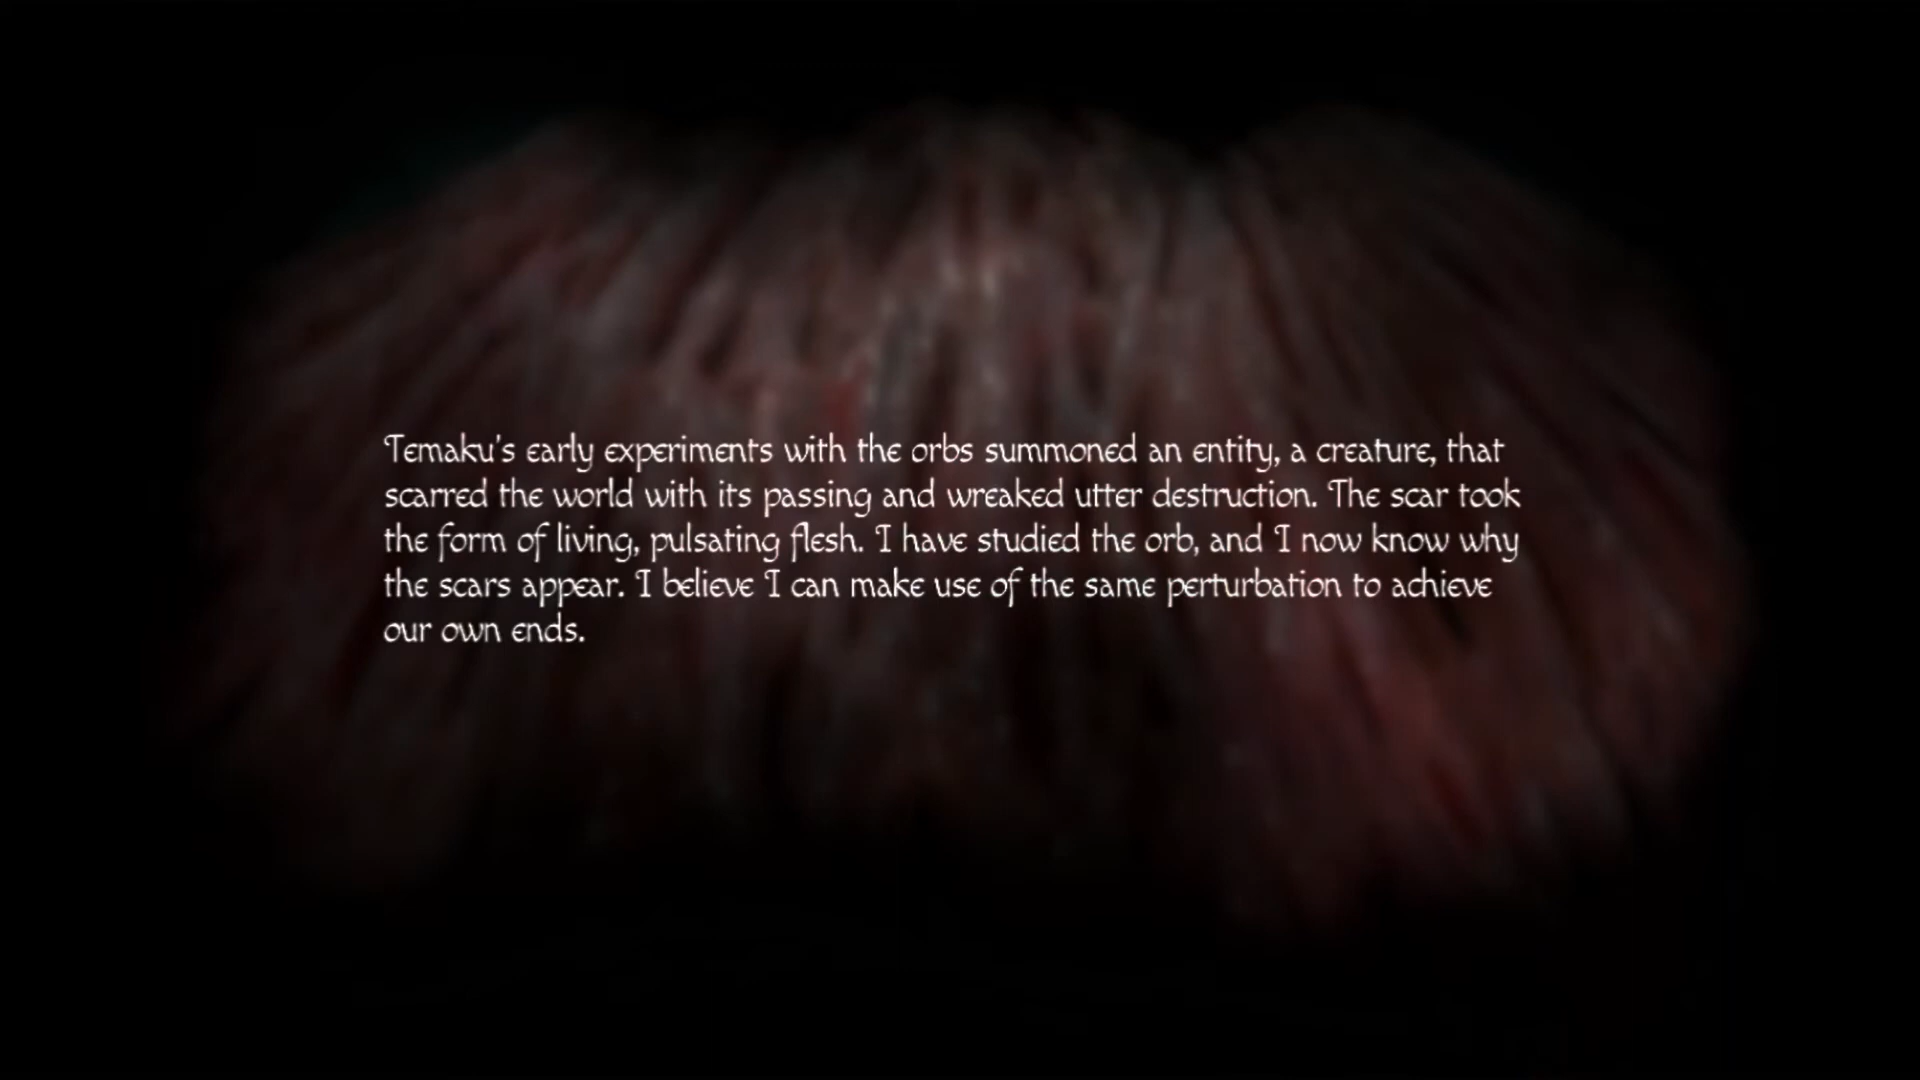 Temaku's early experiments with the orbs summoned an entity, a creature, that
scarred the world with its passing and wreaked utter destruction. The scar took
the form of living, pulsating flesh. I have studied the orb, and I now know why
the scars appear. I believe I can make use of the same perturbation to achieve
our own ends.